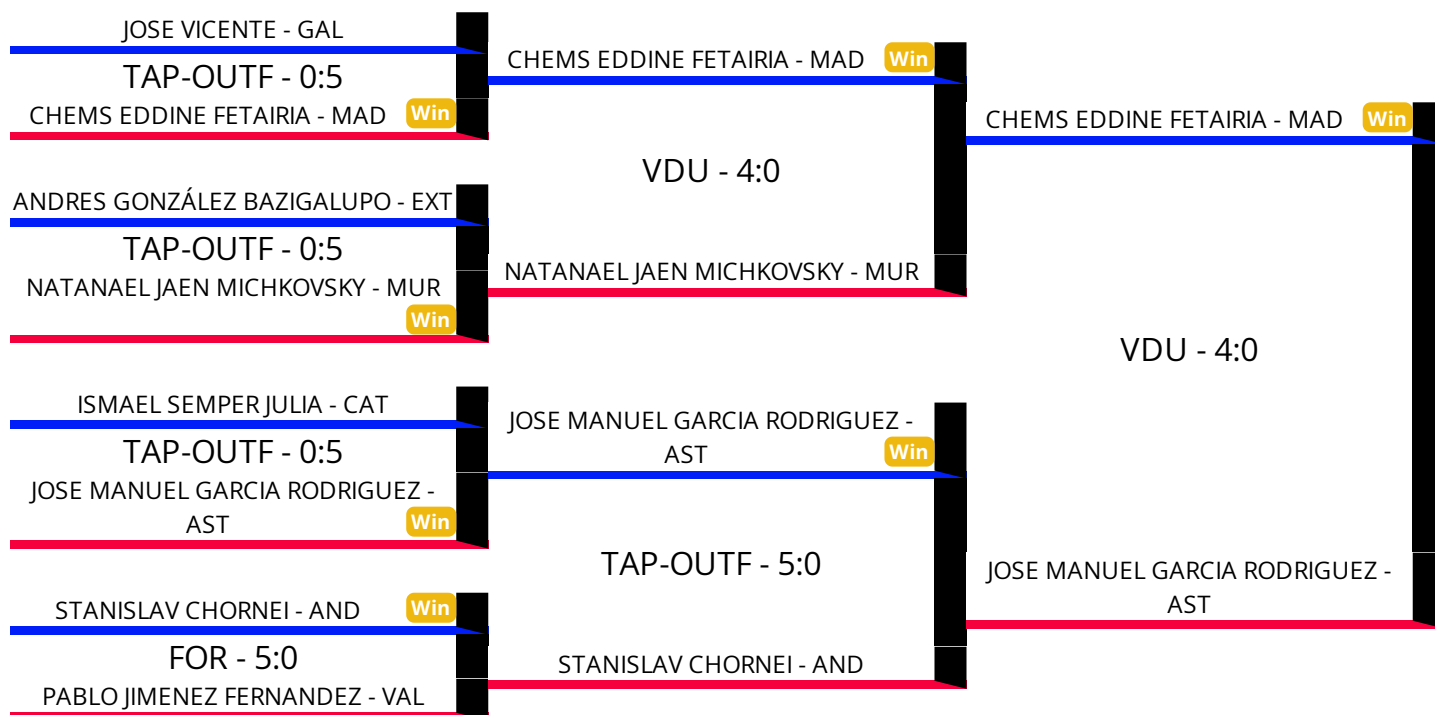 JOSE VICENTE - GAL
TAP-OUTF - 0:5
CHEMS EDDINE FETAIRIA - MAD Win
ANDRES GONZÁLEZ BAZIGALUPO - EXT
TAP-OUTF - 0:5
NATANAEL JAEN MICHKOVSKY - MUR
Win
ISMAEL SEMPER JULIA - CAT
TAP-OUTF - 0:5
JOSE MANUEL GARCIA RODRIGUEZ -
AST Win
STANISLAV CHORNEI - AND Win
FOR - 5:0
PABLO JIMENEZ FERNANDEZ - VAL
CHEMS EDDINE FETAIRIA - MAD Win
VDU - 4:0
NATANAEL JAEN MICHKOVSKY - MUR
JOSE MANUEL GARCIA RODRIGUEZ -
AST Win
TAP-OUTF - 5:0
STANISLAV CHORNEI - AND
CHEMS EDDINE FETAIRIA - MAD Win
VDU - 4:0
JOSE MANUEL GARCIA RODRIGUEZ -
AST